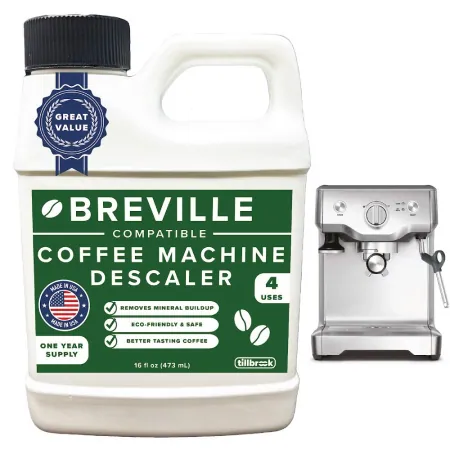 GREAT
VALUE
BREVILLE
COMPATIBLE
COFFEE MACHINE
DESCALER
4
USES
MADE IN USA
MADE IN USA
REMOVES MINERAL BUILDUP
ECO-FRIENDLY & SAFE
BETTER TASTING COFFEE
ONE YEAR
SUPPLY
16 fl oz (473 mL)
tillbrook